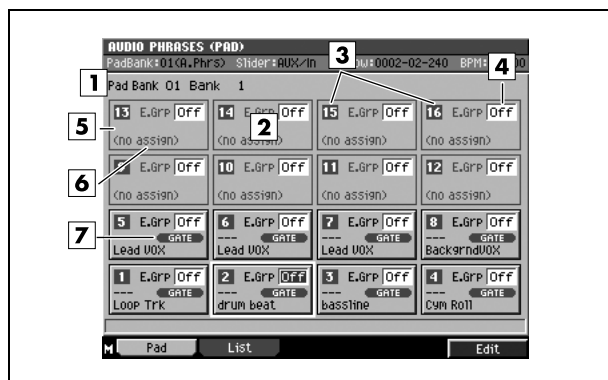 AUDIO PHRASES (PAD)
PadBank:01(A.Phrs) Slider:AUX/In :0002-02-240 BPM: 00
1 Pad Bank 01 Bank 1
3
4
13 E.Grp Off 14 E.Grp Off 15 E.Grp Off 16 E.Grp Off
5
2
(no assign) (no assign) (no assign) (no assign)
6
9 E.Grp Off 10 E.Grp Off 11 E.Grp Off 12 E.Grp Off
(no assign) (no assign) (no assign) (no assign)
5 E.Grp Off 6 E.Grp Off 7 E.Grp Off 8 E.Grp Off
7
--- GATE --- GATE --- GATE --- GATE
Lead VOX Lead VOX Lead VOX BackgrndVOX
1 E.Grp Off 2 E.Grp Off 3 E.Grp Off 4 E.Grp Off
--- GATE --- GATE --- GATE --- GATE
Loop Trk drum beat bassline Cym Roll
M Pad List Edit